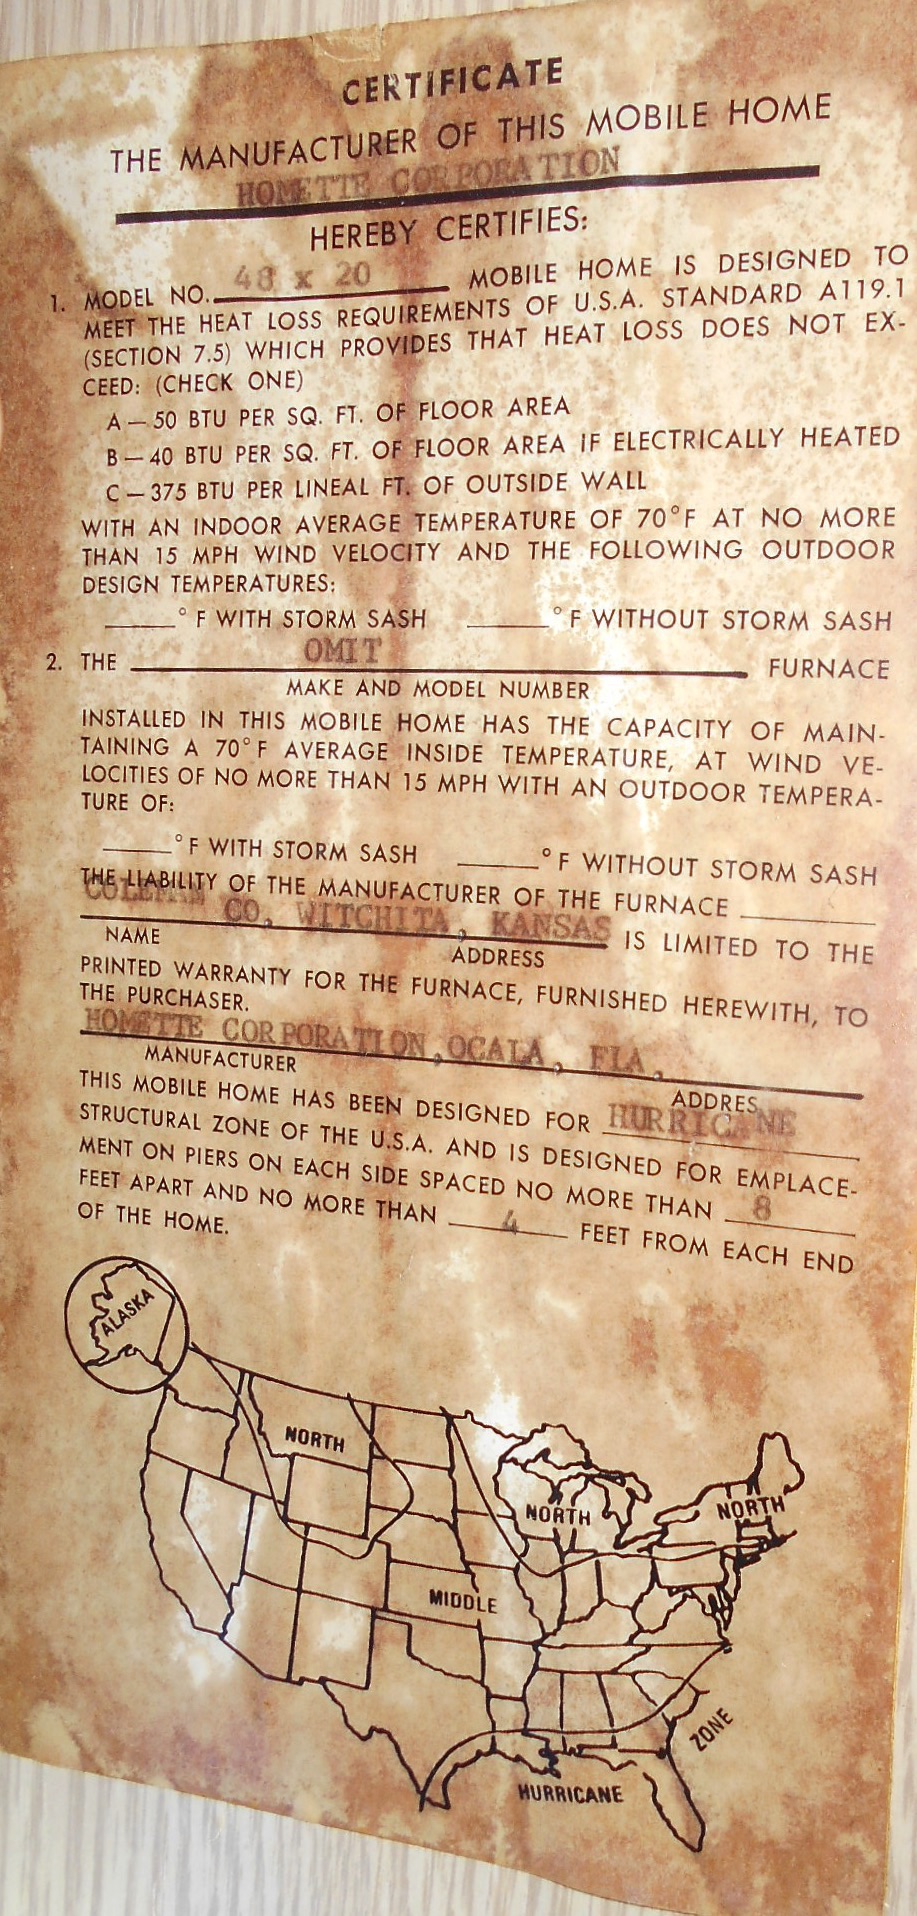 CERTIFICATE
THE MANUFACTURER OF THIS MOBILE HOME
HOMETTE CORPORATION
HEREBY CERTIFIES:
1. MODEL NO. 48 x 20 MOBILE HOME IS DESIGNED TO
MEET THE HEAT LOSS REQUIREMENTS OF U.S.A. STANDARD A119.1
(SECTION 7.5) WHICH PROVIDES THAT HEAT LOSS DOES NOT EX-
CEED: (CHECK ONE)
A — 50 BTU PER SQ. FT. OF FLOOR AREA
B — 40 BTU PER SQ. FT. OF FLOOR AREA IF ELECTRICALLY HEATED
C — 375 BTU PER LINEAL FT. OF OUTSIDE WALL
WITH AN INDOOR AVERAGE TEMPERATURE OF 70°F AT NO MORE
THAN 15 MPH WIND VELOCITY AND THE FOLLOWING OUTDOOR
DESIGN TEMPERATURES:
_____°F WITH STORM SASH _____°F WITHOUT STORM SASH
2. THE OMIT FURNACE
MAKE AND MODEL NUMBER
INSTALLED IN THIS MOBILE HOME HAS THE CAPACITY OF MAIN-
TAINING A 70°F AVERAGE INSIDE TEMPERATURE, AT WIND VE-
LOCITIES OF NO MORE THAN 15 MPH WITH AN OUTDOOR TEMPERA-
TURE OF:
_____°F WITH STORM SASH _____°F WITHOUT STORM SASH
THE LIABILITY OF THE MANUFACTURER OF THE FURNACE _____
COLEMAN CO, WITCHITA, KANSAS IS LIMITED TO THE
NAME ADDRESS
PRINTED WARRANTY FOR THE FURNACE, FURNISHED HEREWITH, TO
THE PURCHASER.
HOMETTE CORPORATION, OCALA, FLA,
MANUFACTURER ADDRES
THIS MOBILE HOME HAS BEEN DESIGNED FOR HURRICANE
STRUCTURAL ZONE OF THE U.S.A. AND IS DESIGNED FOR EMPLACE-
MENT ON PIERS ON EACH SIDE SPACED NO MORE THAN 8
FEET APART AND NO MORE THAN 4 FEET FROM EACH END
OF THE HOME.
ALASKA
NORTH
NORTH
NORTH
MIDDLE
ZONE
HURRICANE